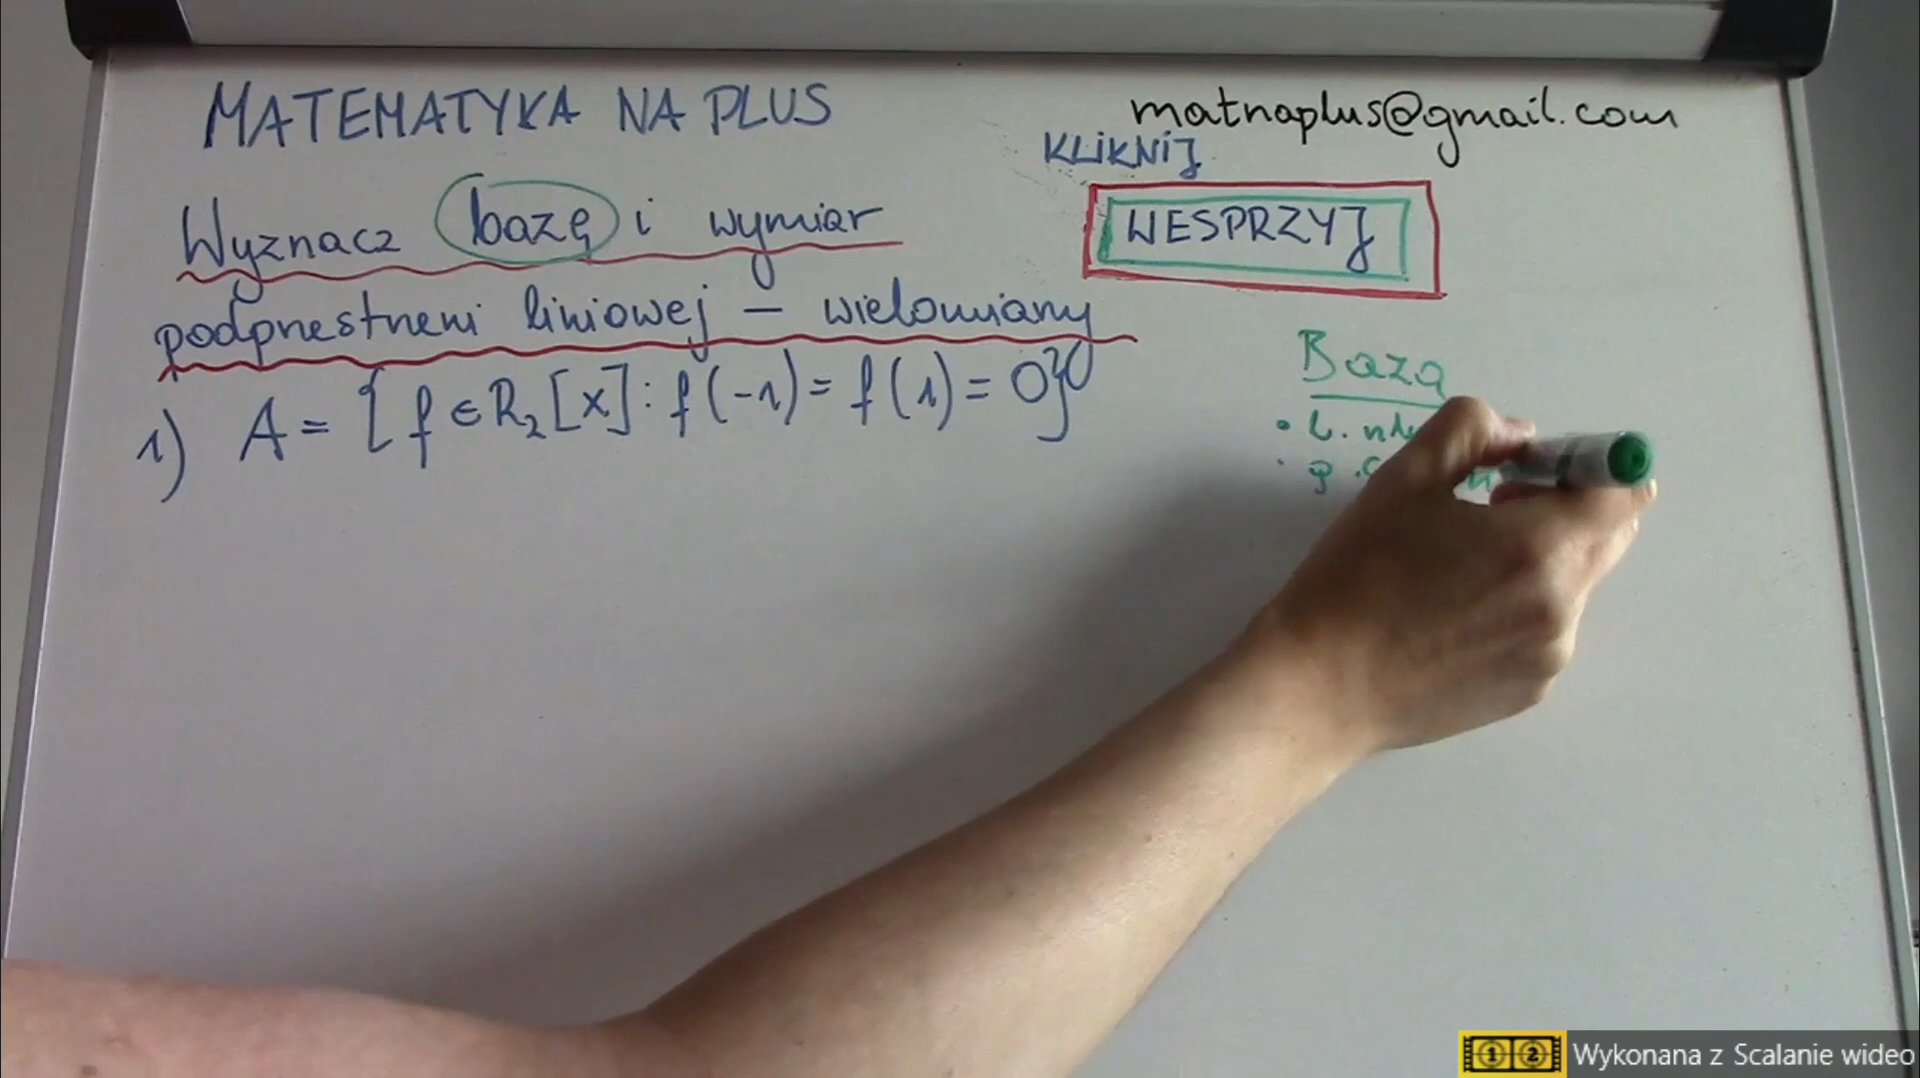 MATEMATYKA NA PLUS
matnaplus@gmail.com
KLIKNIJ
WESPRZYJ
Wyznacz bazę i wymiar
podprzestrzeni liniowej – wielomiany
1) A = { f ∈ R₂[x] : f(-1) = f(1) = 0}
Baza
Wykonana z Scalanie wideo